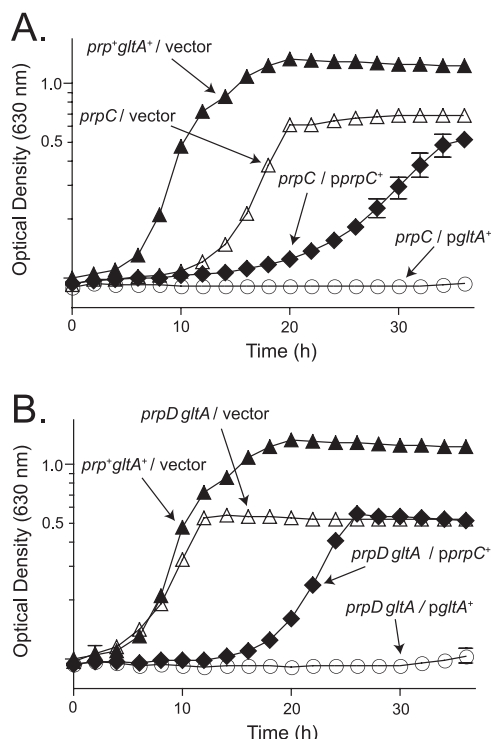 A.
prp⁺gltA⁺ / vector
1.0
prpC / vector
0.5
prpC / pprpC⁺
prpC / pgltA⁺
Optical Density (630 nm)
0 10 20 30
Time (h)
B.
prpD gltA / vector
prp⁺gltA⁺ / vector
1.0
0.5
prpD gltA / pprpC⁺
prpD gltA / pgltA⁺
Optical Density (630 nm)
0 10 20 30
Time (h)